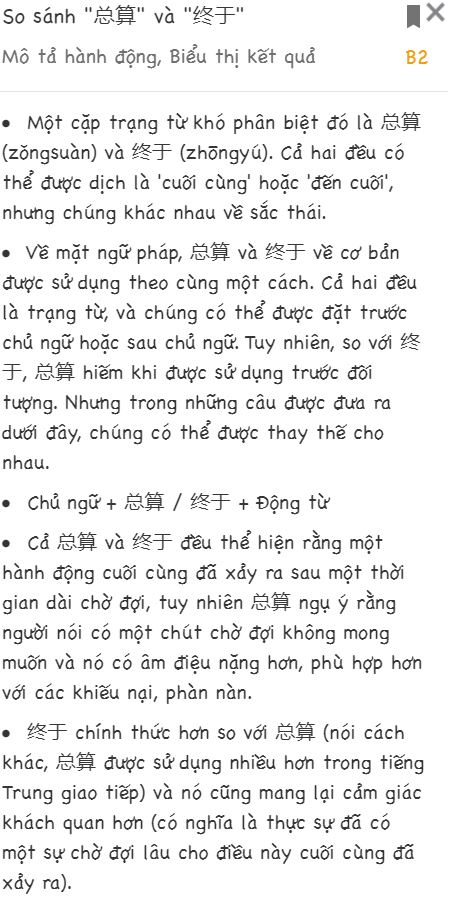 So sánh "总算" và "终于"
Mô tả hành động, Biểu thị kết quả
B2
• Một cặp trạng từ khó phân biệt đó là 总算
(zǒngsuàn) và 终于 (zhōngyú). Cả hai đều có
thể được dịch là 'cuối cùng' hoặc 'đến cuối',
nhưng chúng khác nhau về sắc thái.
• Về mặt ngữ pháp, 总算 và 终于 về cơ bản
được sử dụng theo cùng một cách. Cả hai đều
là trạng từ, và chúng có thể được đặt trước
chủ ngữ hoặc sau chủ ngữ. Tuy nhiên, so với 终
于, 总算 hiếm khi được sử dụng trước đối
tượng. Nhưng trong những câu được đưa ra
dưới đây, chúng có thể được thay thế cho
nhau.
• Chủ ngữ + 总算 / 终于 + Động từ
• Cả 总算 và 终于 đều thể hiện rằng một
hành động cuối cùng đã xảy ra sau một thời
gian dài chờ đợi, tuy nhiên 总算 ngụ ý rằng
người nói có một chút chờ đợi không mong
muốn và nó có âm điệu nặng hơn, phù hợp hơn
với các khiếu nại, phàn nàn.
• 终于 chính thức hơn so với 总算 (nói cách
khác, 总算 được sử dụng nhiều hơn trong tiếng
Trung giao tiếp) và nó cũng mang lại cảm giác
khách quan hơn (có nghĩa là thực sự đã có
một sự chờ đợi lâu cho điều này cuối cùng đã
xảy ra).